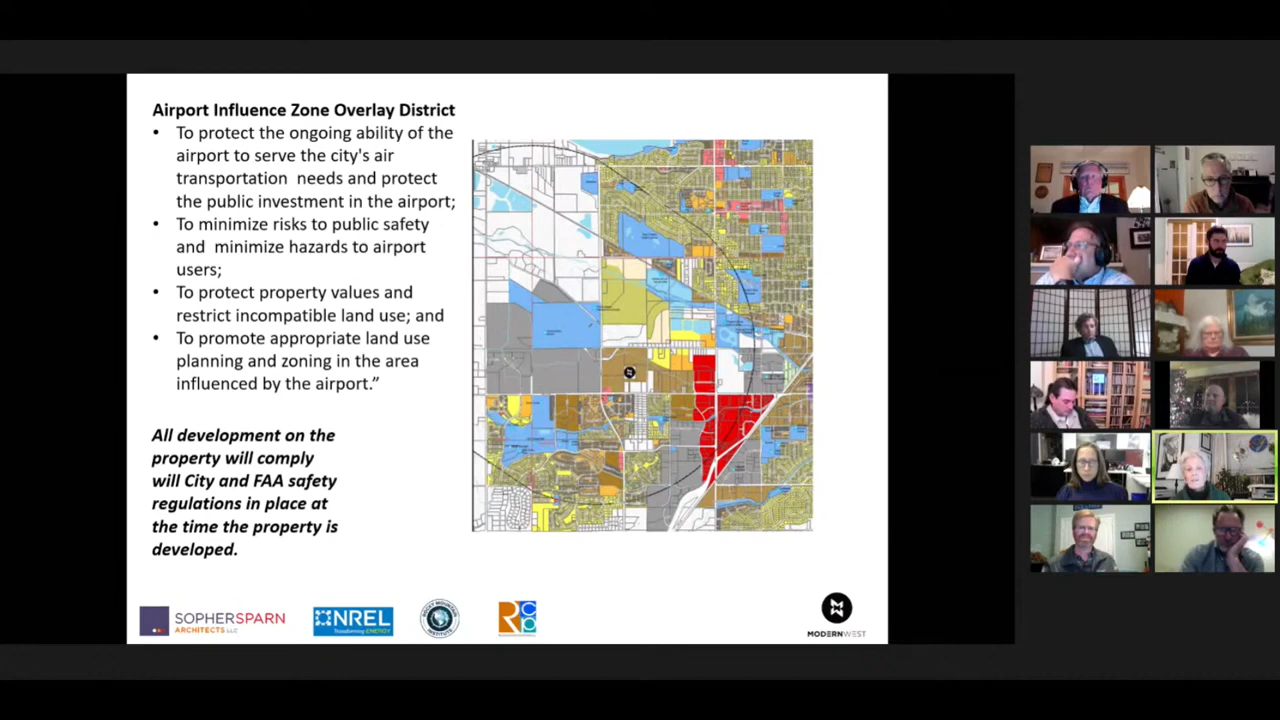 Airport Influence Zone Overlay District
• To protect the ongoing ability of the
airport to serve the city's air
transportation needs and protect
the public investment in the airport;
• To minimize risks to public safety
and minimize hazards to airport
users;
• To protect property values and
restrict incompatible land use; and
• To promote appropriate land use
planning and zoning in the area
influenced by the airport.”
All development on the
property will comply
will City and FAA safety
regulations in place at
the time the property is
developed.
SOPHERSPARN
ARCHITECTS LLC
NREL
Transforming ENERGY
ROCKY MOUNTAIN
INSTITUTE
RCP
MODERNWEST